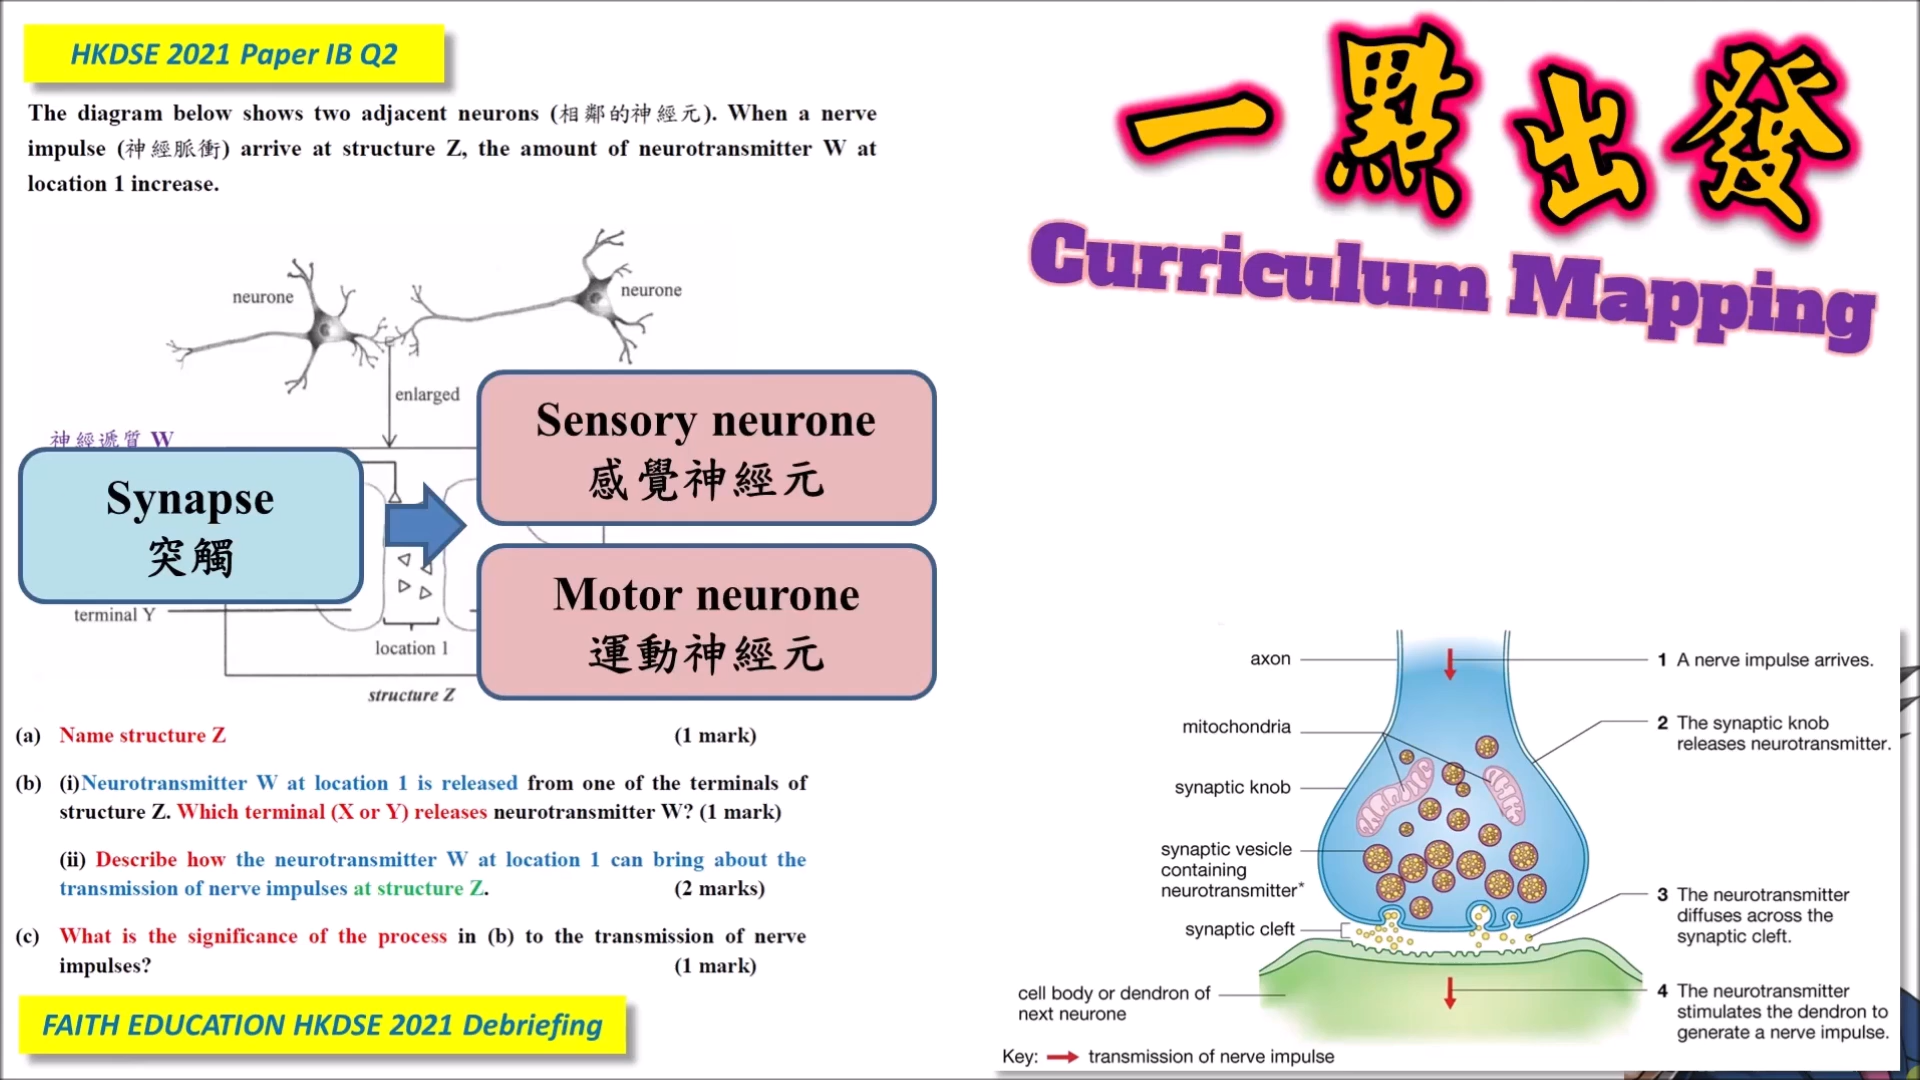 HKDSE 2021 Paper IB Q2
The diagram below shows two adjacent neurons (相鄰的神經元). When a nerve
impulse (神經脈衝) arrive at structure Z, the amount of neurotransmitter W at
location 1 increase.
neurone
neurone
enlarged
神經遞質 W
Synapse
突觸
Sensory neurone
感覺神經元
Motor neurone
運動神經元
terminal Y
location 1
structure Z
(a) Name structure Z (1 mark)
(b) (i)Neurotransmitter W at location 1 is released from one of the terminals of
structure Z. Which terminal (X or Y) releases neurotransmitter W? (1 mark)
(ii) Describe how the neurotransmitter W at location 1 can bring about the
transmission of nerve impulses at structure Z. (2 marks)
(c) What is the significance of the process in (b) to the transmission of nerve
impulses? (1 mark)
FAITH EDUCATION HKDSE 2021 Debriefing
一點出發
Curriculum Mapping
axon
mitochondria
synaptic knob
synaptic vesicle
containing
neurotransmitter*
synaptic cleft
cell body or dendron of
next neurone
1 A nerve impulse arrives.
2 The synaptic knob
releases neurotransmitter.
3 The neurotransmitter
diffuses across the
synaptic cleft.
4 The neurotransmitter
stimulates the dendron to
generate a nerve impulse.
Key: → transmission of nerve impulse